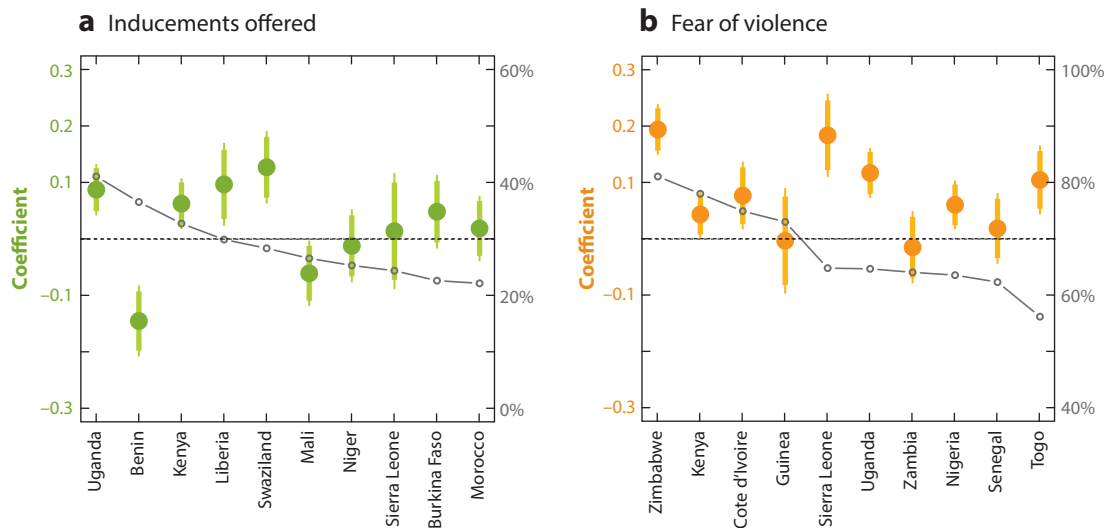 a Inducements offered
0.3
0.2
0.1
–0.1
–0.3
Coefficient
60%
40%
20%
0%
Uganda
Benin
Kenya
Liberia
Swaziland
Mali
Niger
Sierra Leone
Burkina Faso
Morocco
b Fear of violence
0.3
0.2
0.1
–0.1
–0.3
Coefficient
100%
80%
60%
40%
Zimbabwe
Kenya
Cote d'Ivoire
Guinea
Sierra Leone
Uganda
Zambia
Nigeria
Senegal
Togo